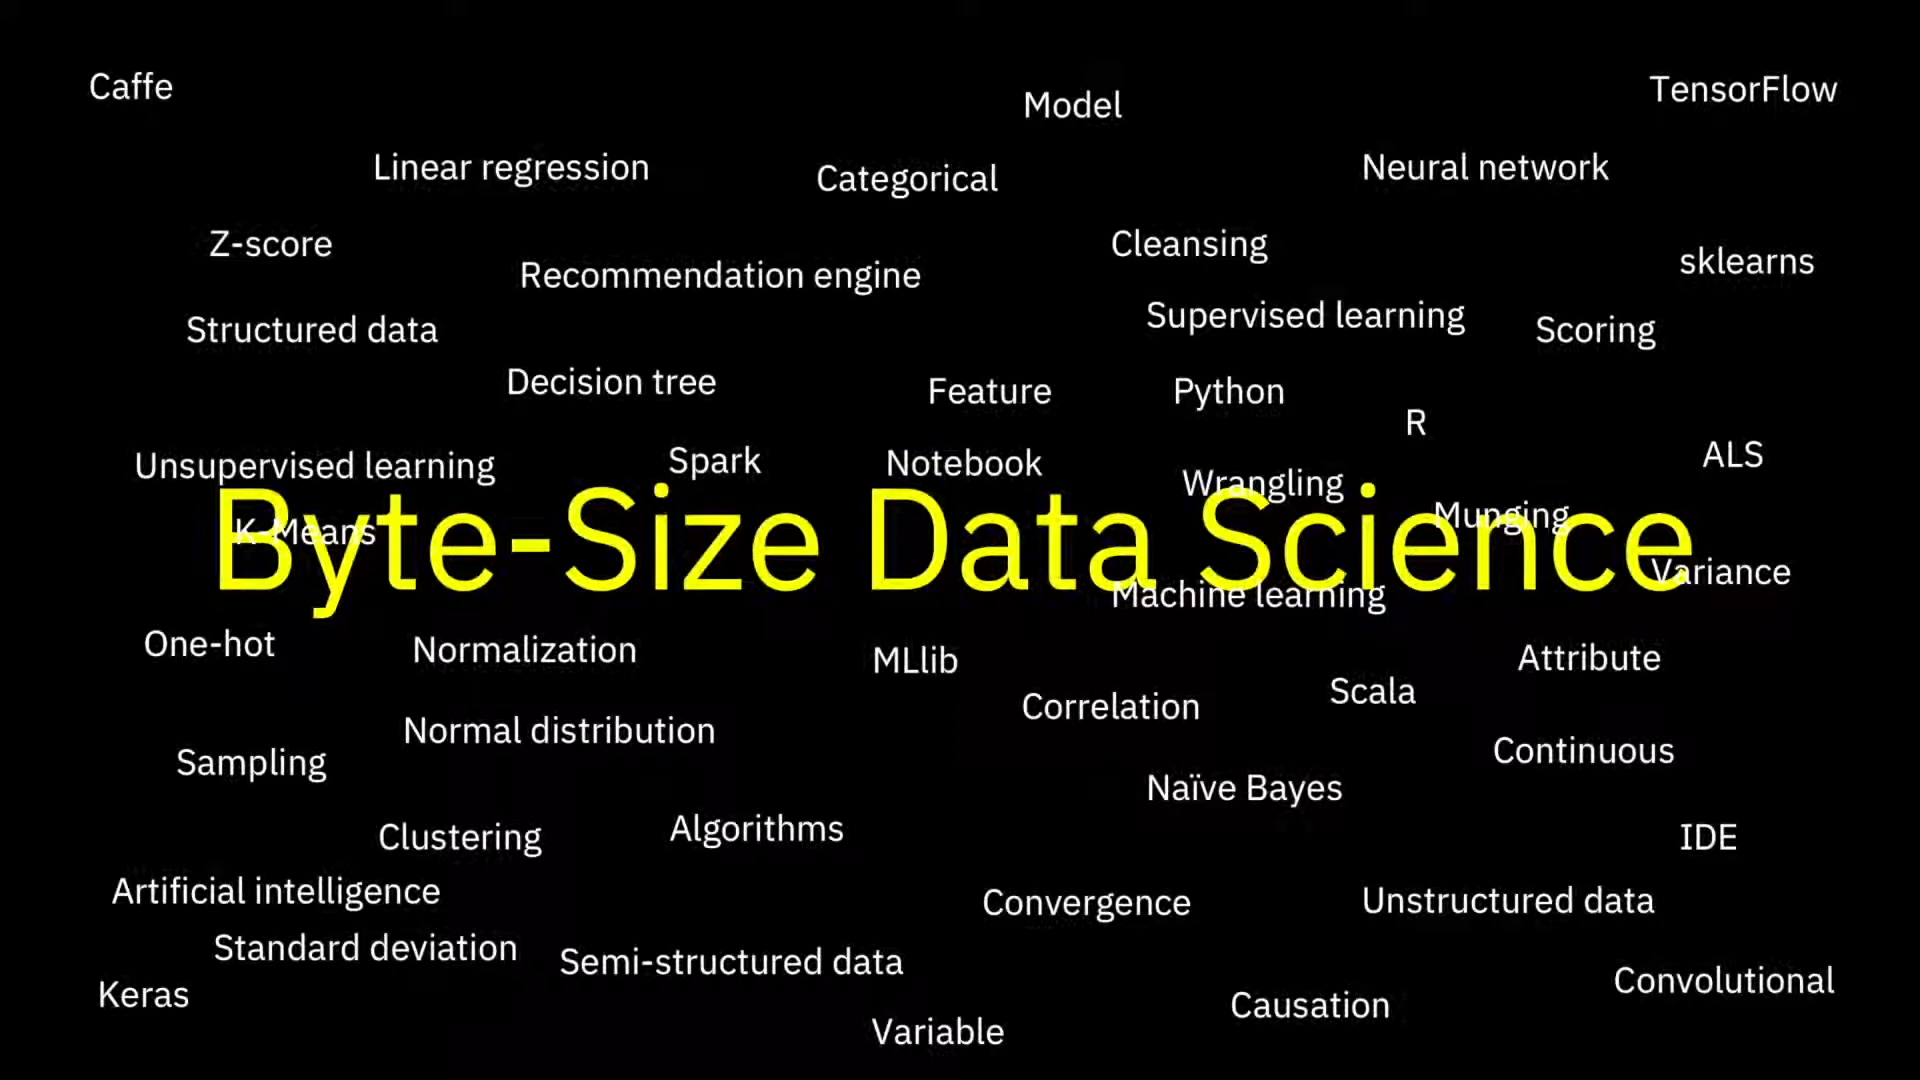 Caffe
Model
TensorFlow
Linear regression
Categorical
Neural network
Z-score
Recommendation engine
Cleansing
sklearns
Structured data
Supervised learning
Scoring
Decision tree
Feature
Python
R
Unsupervised learning
Spark
Notebook
Wrangling
ALS
K-Means
Munging
Byte-Size Data Science
Variance
Machine learning
One-hot
Normalization
MLlib
Attribute
Correlation
Scala
Normal distribution
Sampling
Continuous
Naïve Bayes
Clustering
Algorithms
IDE
Artificial intelligence
Convergence
Unstructured data
Standard deviation
Semi-structured data
Keras
Convolutional
Causation
Variable